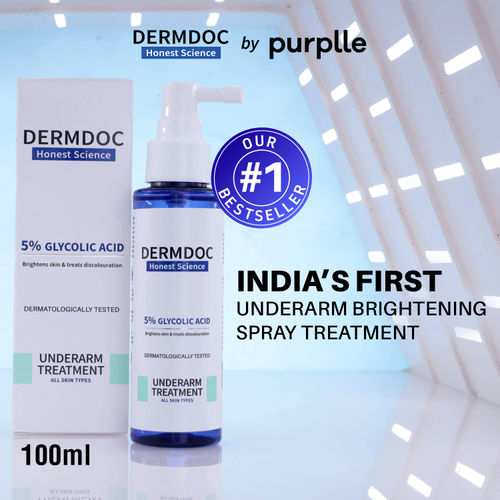 DERMDOC
Honest Science
by purplle
DERMDOC
Honest Science
5% GLYCOLIC ACID
Brightens skin & treats discolouration
DERMATOLOGICALLY TESTED
UNDERARM
TREATMENT
ALL SKIN TYPES
100ml
OUR
#1
BESTSELLER
DERMDOC
Honest Science
5% GLYCOLIC ACID
Brightens skin & treats discolouration
DERMATOLOGICALLY TESTED
UNDERARM
TREATMENT
ALL SKIN TYPES
INDIA'S FIRST
UNDERARM BRIGHTENING
SPRAY TREATMENT